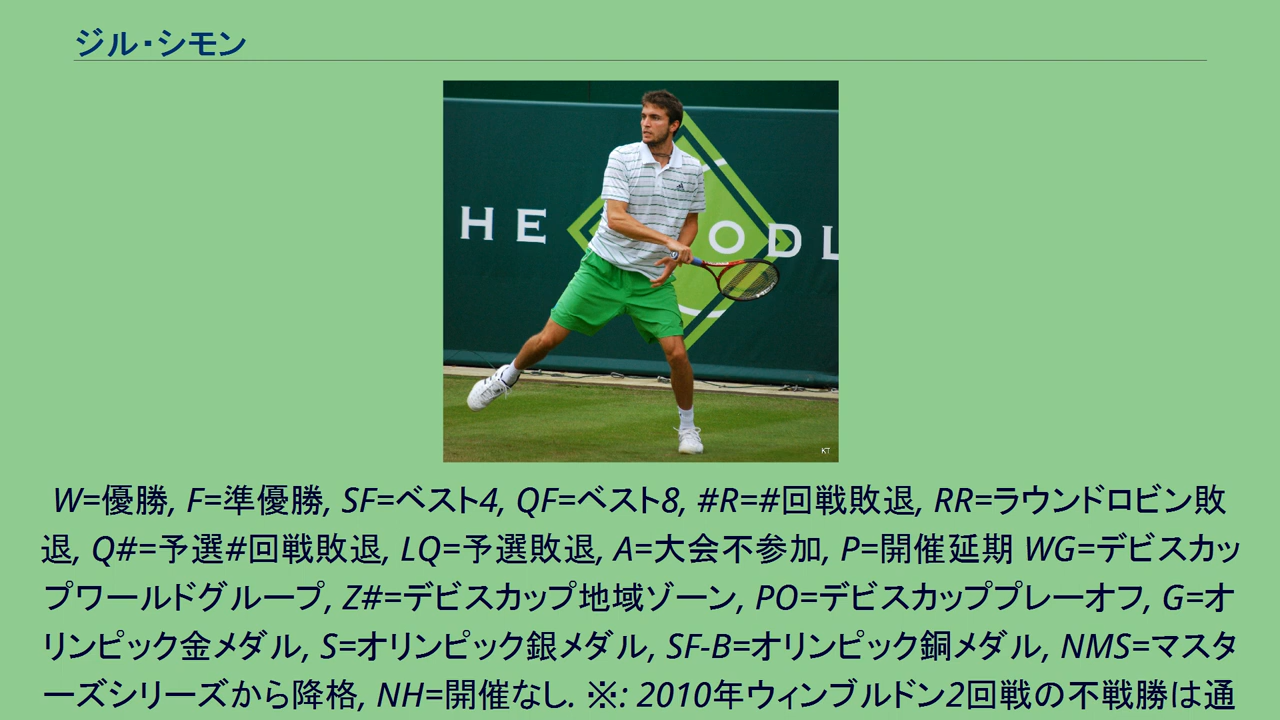 ジル・シモン
HE ODL
KT
W=優勝, F=準優勝, SF=ベスト4, QF=ベスト8, #R=#回戦敗退, RR=ラウンドロビン敗
退, Q#=予選#回戦敗退, LQ=予選敗退, A=大会不参加, P=開催延期 WG=デビスカッ
プワールドグループ, Z#=デビスカップ地域ゾーン, PO=デビスカッププレーオフ, G=オ
リンピック金メダル, S=オリンピック銀メダル, SF-B=オリンピック銅メダル, NMS=マスタ
ーズシリーズから降格, NH=開催なし. ※: 2010年ウィンブルドン2回戦の不戦勝は通